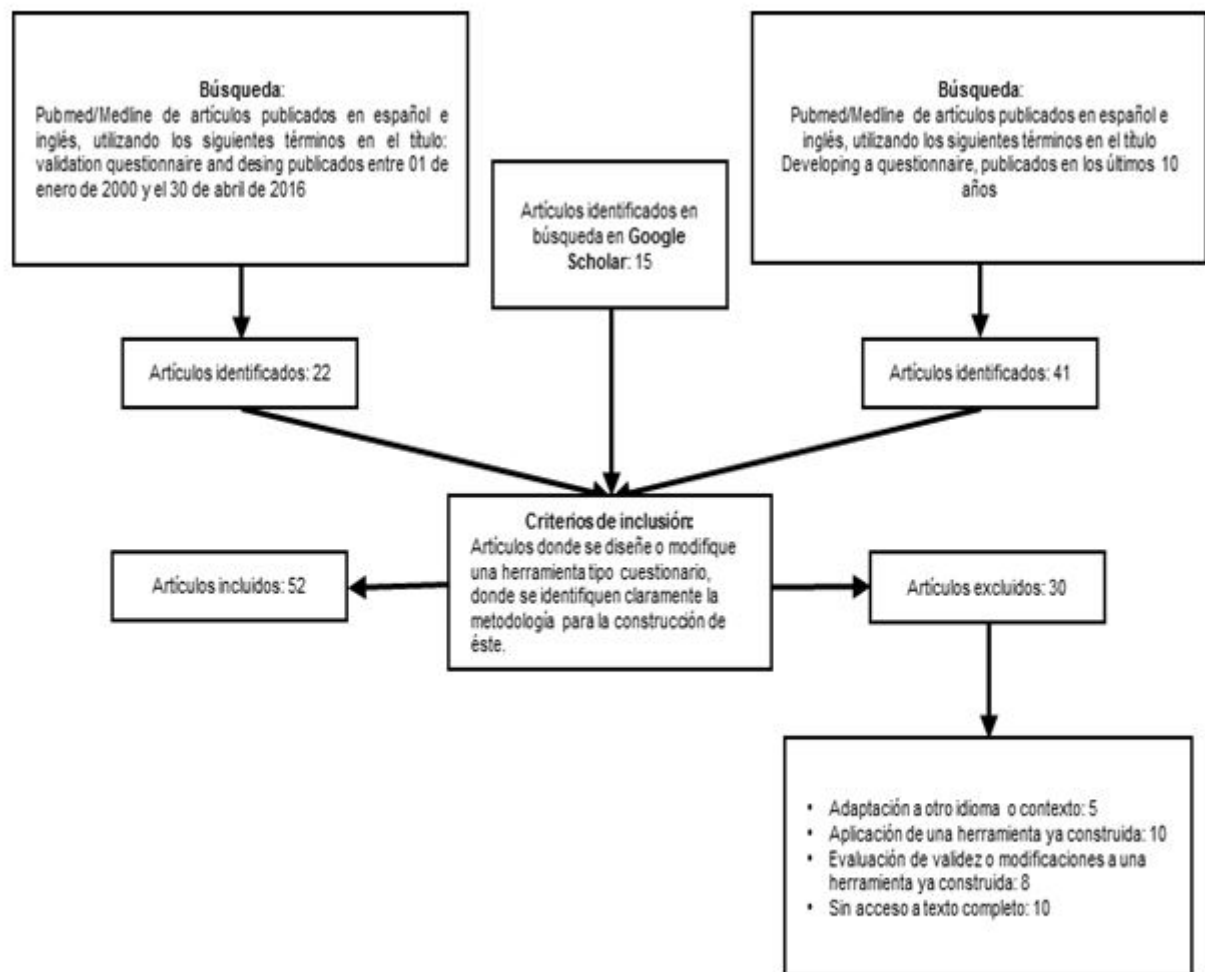 Búsqueda:
Pubmed/Medline de artículos publicados en español e
inglés, utilizando los siguientes términos en el título:
validation questionnaire and desing publicados entre 01 de
enero de 2000 y el 30 de abril de 2016
Artículos identificados en
búsqueda en Google
Scholar: 15
Búsqueda:
Pubmed/Medline de artículos publicados en español e
inglés, utilizando los siguientes términos en el título
Developing a questionnaire, publicados en los últimos 10
años
Artículos identificados: 22
Artículos identificados: 41
Criterios de inclusión:
Artículos donde se diseñe o modifique
una herramienta tipo cuestionario,
donde se identifiquen claramente la
metodología para la construcción de
éste.
Artículos incluidos: 52
Artículos excluidos: 30
• Adaptación a otro idioma o contexto: 5
• Aplicación de una herramienta ya construida: 10
• Evaluación de validez o modificaciones a una
herramienta ya construida: 8
• Sin acceso a texto completo: 10